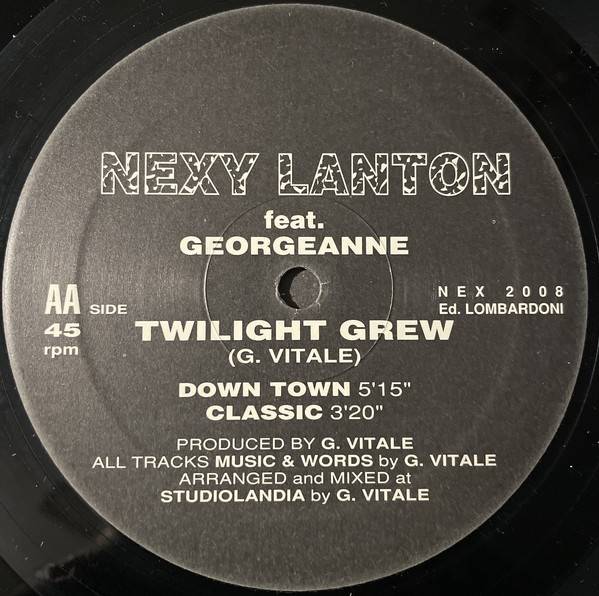 NEXY LANTON
feat.
GEORGEANNE
AA SIDE
45
rpm
NEX 2008
Ed. LOMBARDONI
TWILIGHT GREW
(G. VITALE)
DOWN TOWN 5'15"
CLASSIC 3'20"
PRODUCED BY G. VITALE
ALL TRACKS MUSIC & WORDS by G. VITALE
ARRANGED and MIXED at
STUDIOLANDIA by G. VITALE